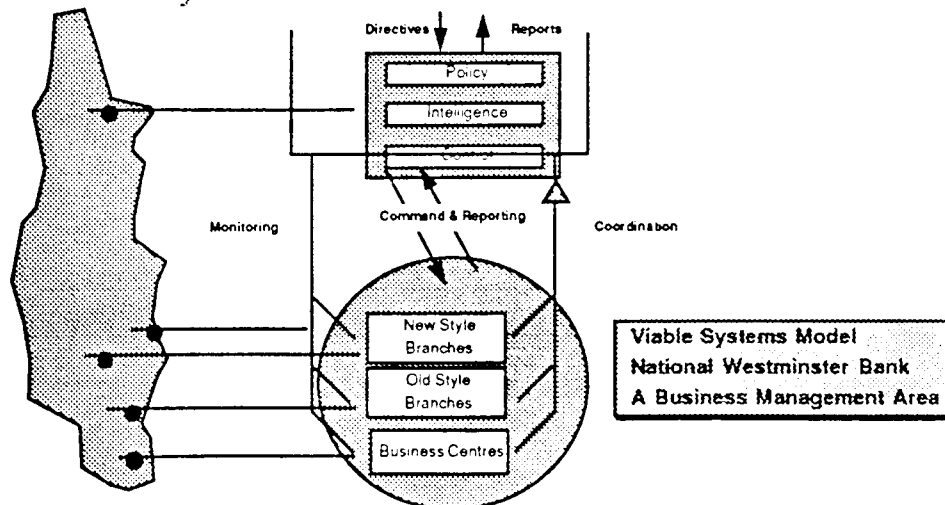 Directives
Reports
Policy
Intelligence
Control
Command & Reporting
Monitoring
Coordination
New Style
Branches
Old Style
Branches
Business Centres
Viable Systems Model
National Westminster Bank
A Business Management Area